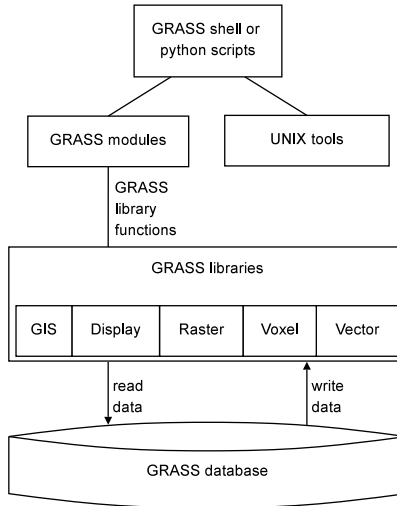 GRASS shell or
python scripts
GRASS modules
UNIX tools
GRASS
library
functions
GRASS libraries
GIS
Display
Raster
Voxel
Vector
read
data
write
data
GRASS database